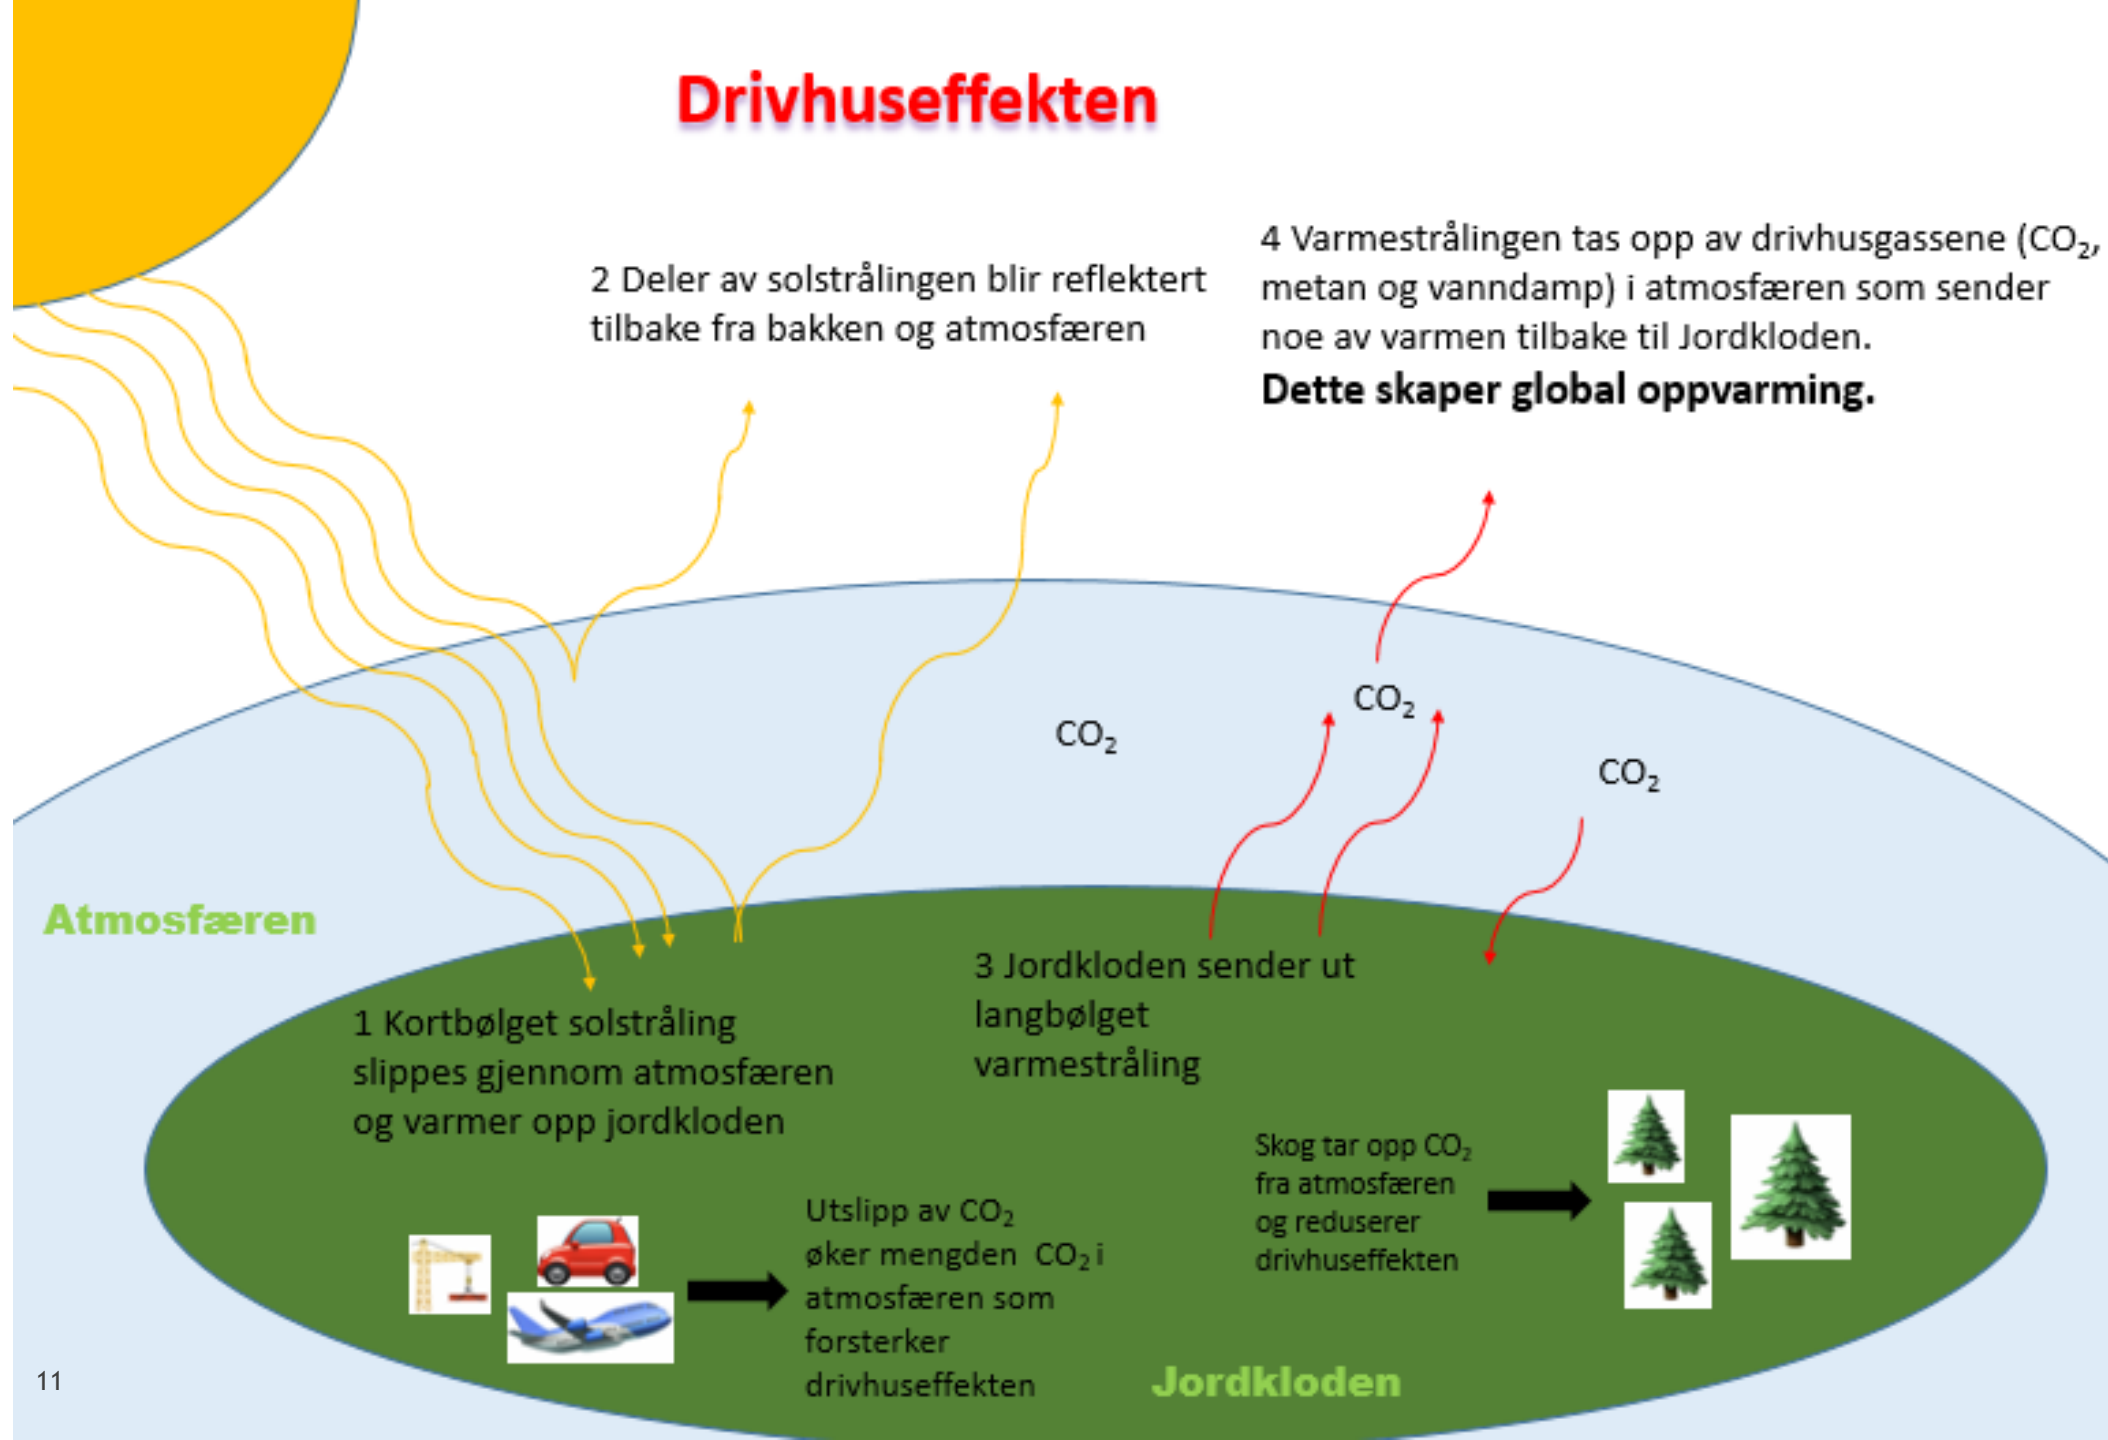 Drivhuseffekten
2 Deler av solstrålingen blir reflektert
tilbake fra bakken og atmosfæren
4 Varmestrålingen tas opp av drivhusgassene (CO₂,
metan og vanndamp) i atmosfæren som sender
noe av varmen tilbake til Jordkloden.
Dette skaper global oppvarming.
CO₂
CO₂
CO₂
Atmosfæren
1 Kortbølget solstråling
slippes gjennom atmosfæren
og varmer opp jordkloden
3 Jordkloden sender ut
langbølget
varmestråling
Utslipp av CO₂
øker mengden CO₂ i
atmosfæren som
forsterker
drivhuseffekten
Skog tar opp CO₂
fra atmosfæren
og reduserer
drivhuseffekten
Jordkloden
11